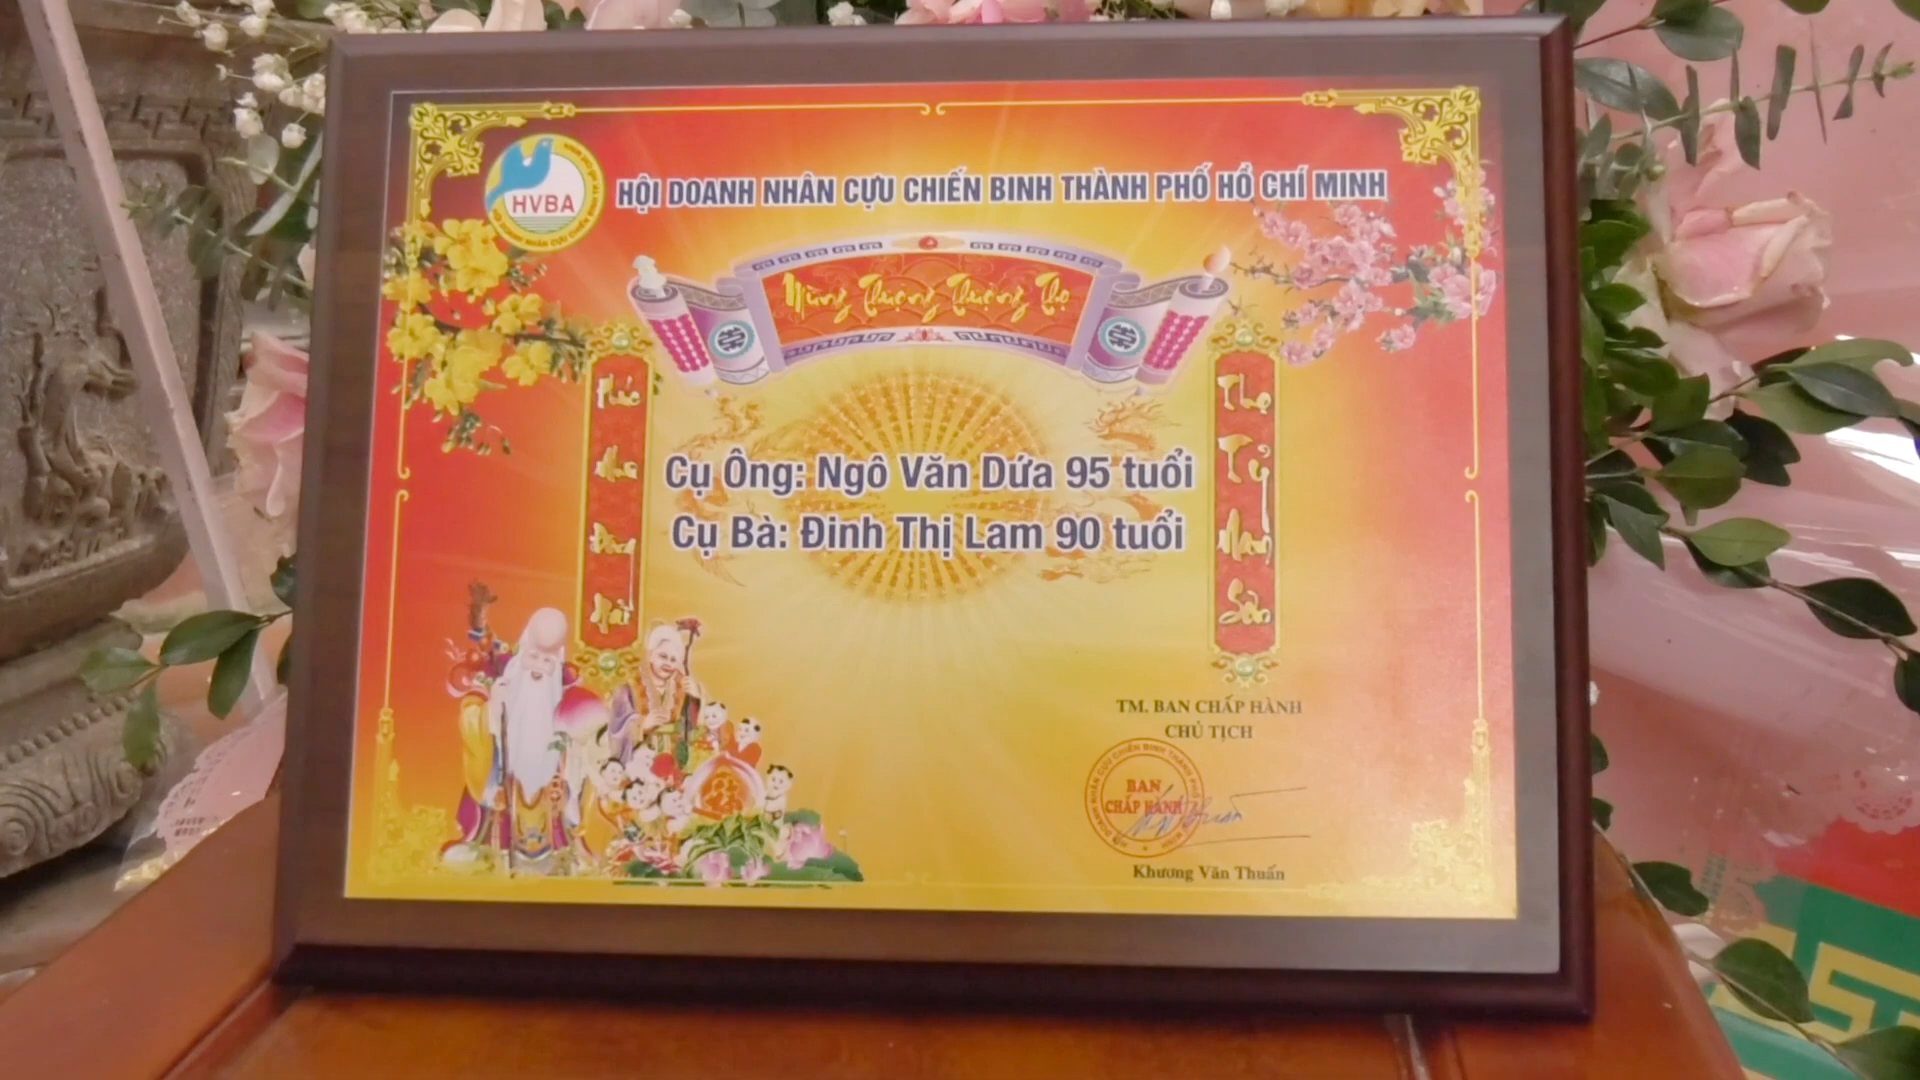 HVBA
HỘI DOANH NHÂN CỰU CHIẾN BINH THÀNH PHỐ HỒ CHÍ MINH
Mừng Thượng Thượng Thọ
Phúc
Như
Đông
Hải
Thọ
Tỷ
Nam
Sơn
Cụ Ông: Ngô Văn Dứa 95 tuổi
Cụ Bà: Đinh Thị Lam 90 tuổi
TM. BAN CHẤP HÀNH
CHỦ TỊCH
BAN
CHẤP HÀNH
Khương Văn Thuấn